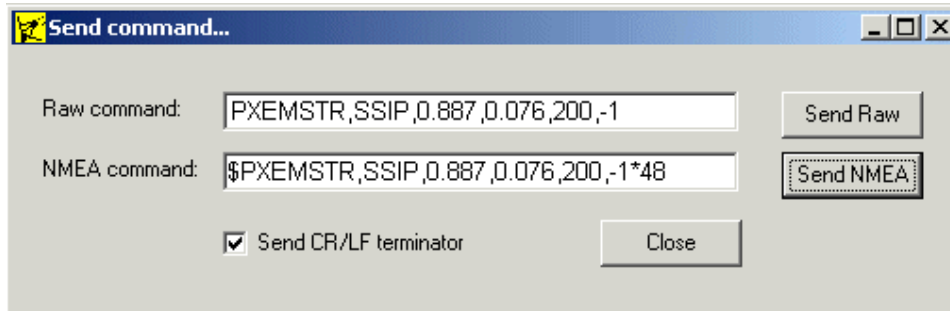 Send command...
Raw command: PXEMSTR,SSIP,0.887,0.076,200,-1 Send Raw
NMEA command: $PXEMSTR,SSIP,0.887,0.076,200,-1*48 Send NMEA
Send CR/LF terminator Close